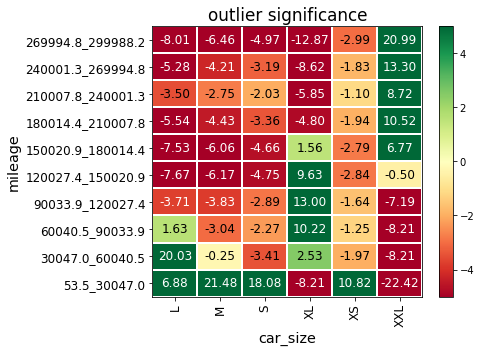 outlier significance
mileage
269994.8_299988.2 -8.01 -6.46 -4.97 -12.87 -2.99 20.99
240001.3_269994.8 -5.28 -4.21 -3.19 -8.62 -1.83 13.30
210007.8_240001.3 -3.50 -2.75 -2.03 -5.85 -1.10 8.72
180014.4_210007.8 -5.54 -4.43 -3.36 -4.80 -1.94 10.52
150020.9_180014.4 -7.53 -6.06 -4.66 1.56 -2.79 6.77
120027.4_150020.9 -7.67 -6.17 -4.75 9.63 -2.84 -0.50
90033.9_120027.4 -3.71 -3.83 -2.89 13.00 -1.64 -7.19
60040.5_90033.9 1.63 -3.04 -2.27 10.22 -1.25 -8.21
30047.0_60040.5 20.03 -0.25 -3.41 2.53 -1.97 -8.21
53.5_30047.0 6.88 21.48 18.08 -8.21 10.82 -22.42
L M S XL XS XXL
car_size
4
2
0
−2
−4